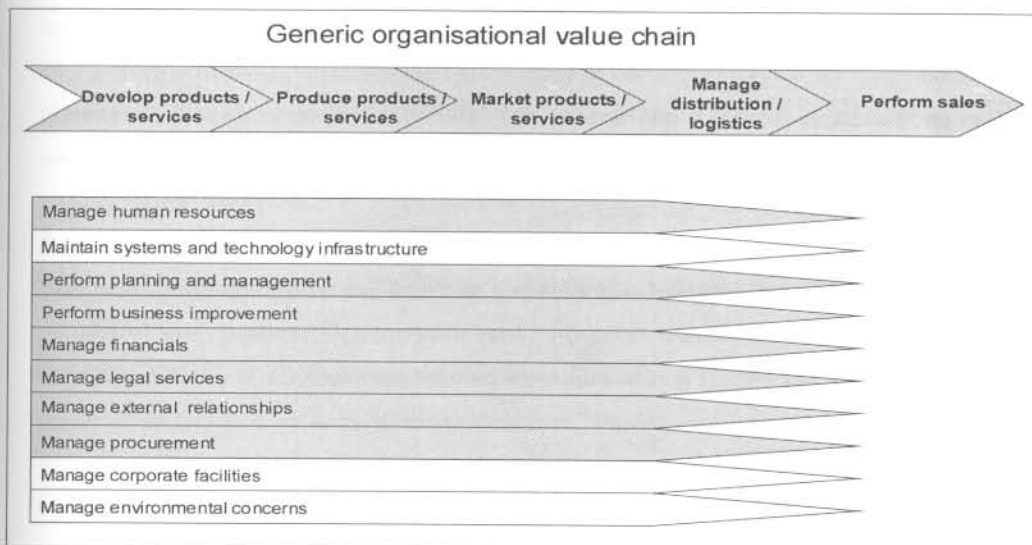 Generic organisational value chain
Develop products /
services
Produce products /
services
Market products /
services
Manage
distribution /
logistics
Perform sales
Manage human resources
Maintain systems and technology infrastructure
Perform planning and management
Perform business improvement
Manage financials
Manage legal services
Manage external relationships
Manage procurement
Manage corporate facilities
Manage environmental concerns